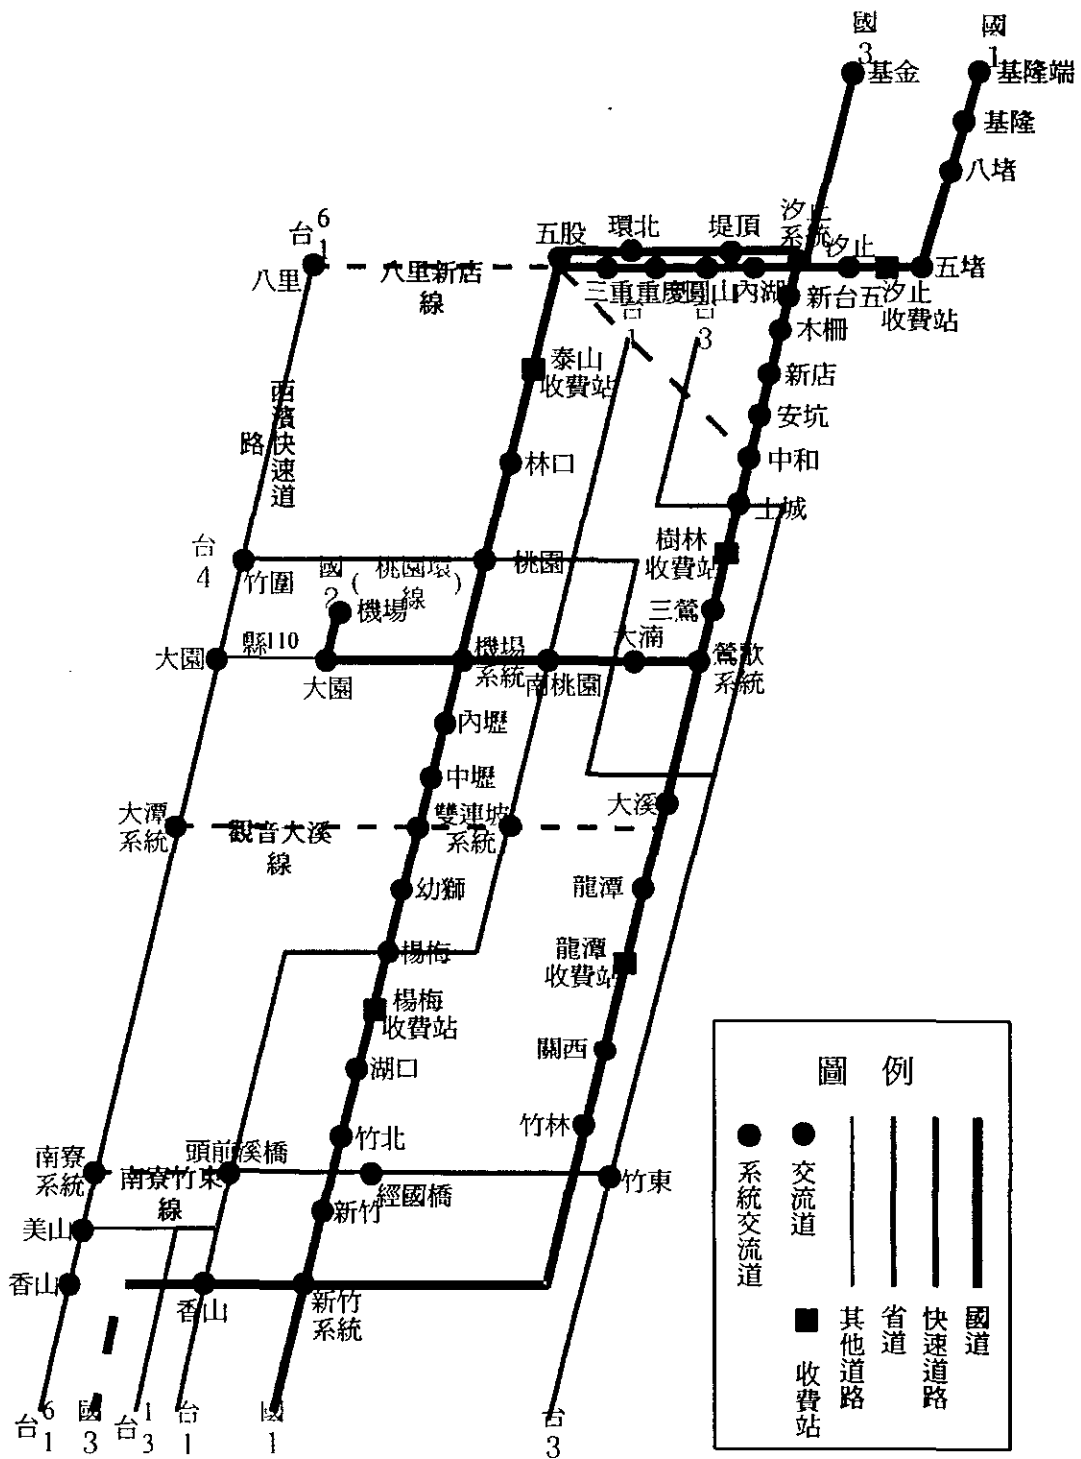 國3
國1
基金
基隆端
基隆
八堵
台61
八里
八里新店線
五股
環北
堤頂
汐止系統
汐止
五堵
三重
重慶
圓山
內湖
新台五
汐止收費站
台1
台3
木柵
泰山收費站
新店
西濱快速道路
安坑
林口
中和
土城
台4
竹圍
國2(桃園環線)
桃園
樹林收費站
機場
三鶯
大園
縣110
大園
機場系統
南桃園
大湳
鶯歌系統
內壢
中壢
大潭系統
觀音大溪線
雙連坡系統
大溪
幼獅
龍潭
楊梅
龍潭收費站
楊梅收費站
湖口
關西
竹北
竹林
南寮系統
南寮竹東線
頭前溪橋
經國橋
竹東
美山
新竹
香山
香山
新竹系統
台61
國3
台13
台1
國1
台3
圖例
系統交流道
交流道
收費站
其他道路
省道
快速道路
國道